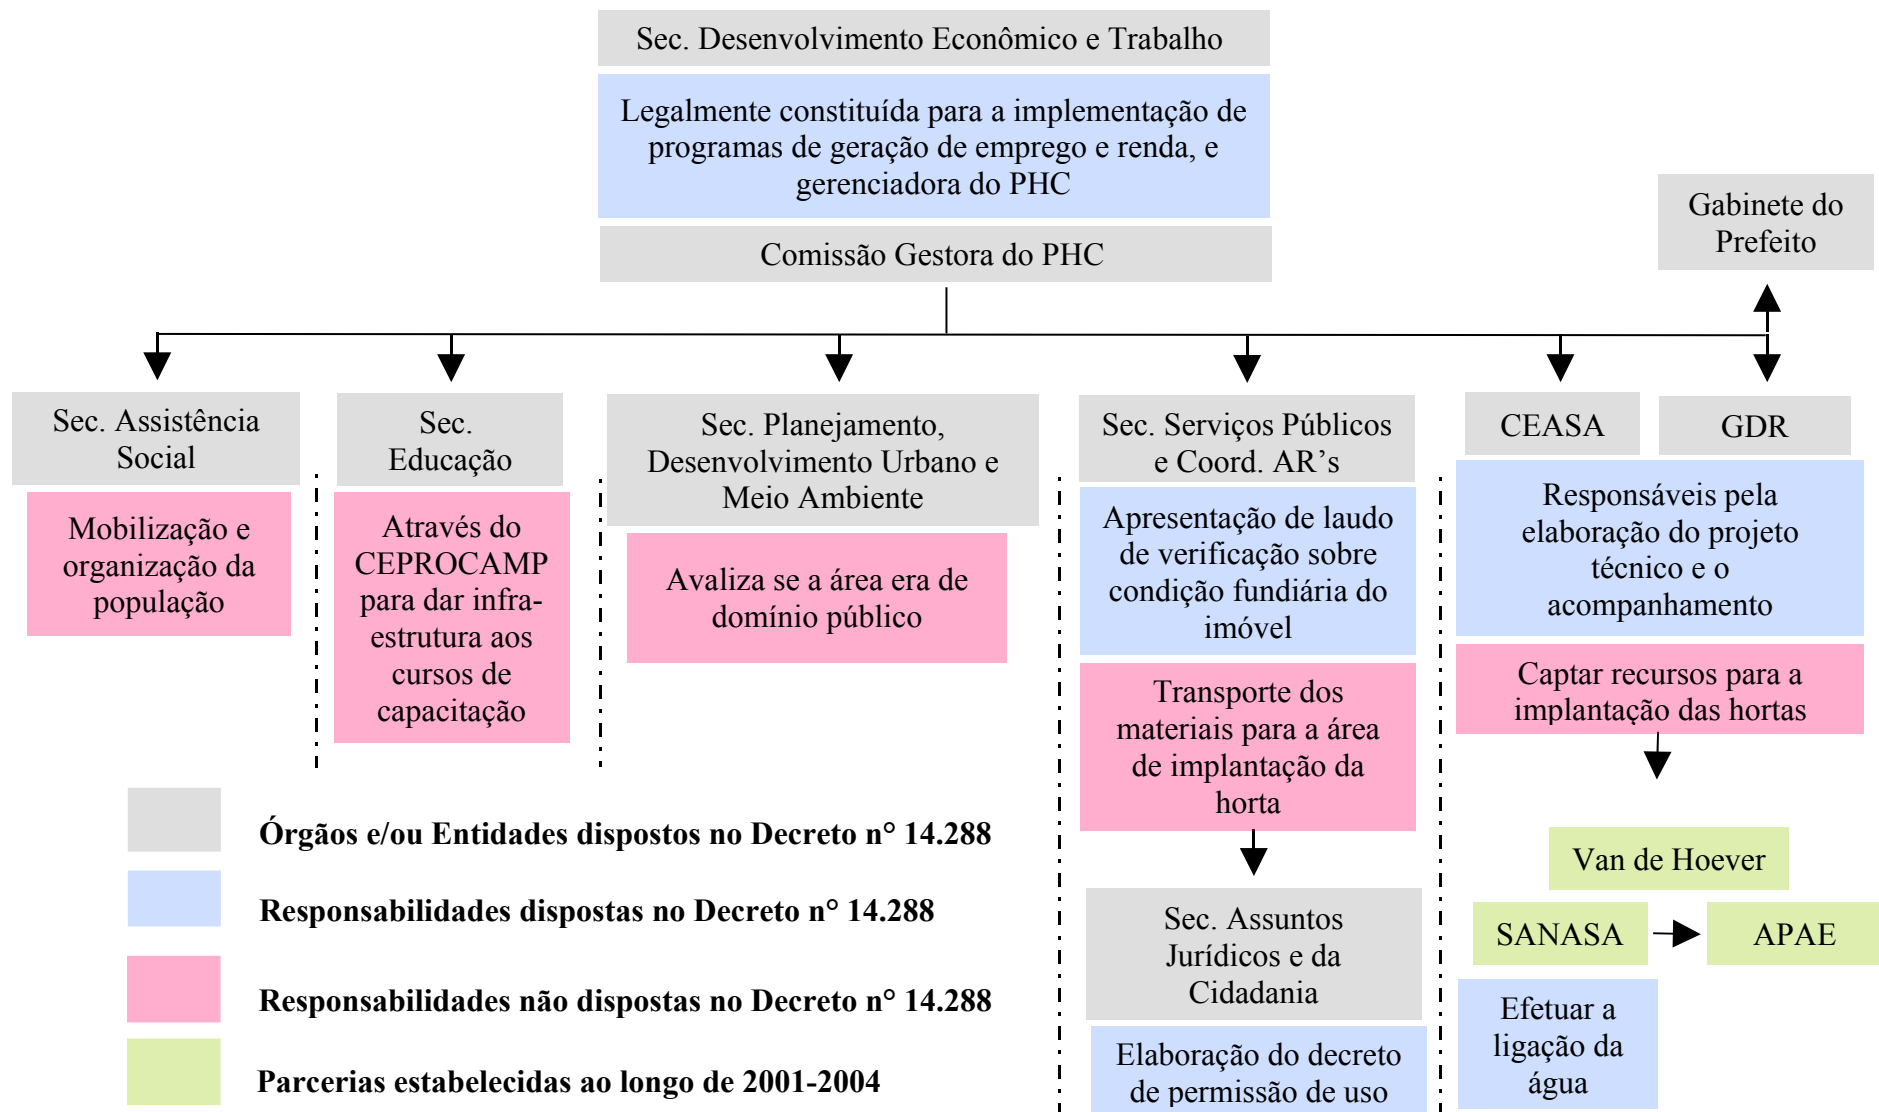 Sec. Desenvolvimento Econômico e Trabalho
Legalmente constituída para a implementação de
programas de geração de emprego e renda, e
gerenciadora do PHC
Comissão Gestora do PHC
Gabinete do
Prefeito
Sec. Assistência
Social
Mobilização e
organização da
população
Sec.
Educação
Através do
CEPROCAMP
para dar infra-
estrutura aos
cursos de
capacitação
Sec. Planejamento,
Desenvolvimento Urbano e
Meio Ambiente
Avaliza se a área era de
domínio público
Sec. Serviços Públicos
e Coord. AR's
Apresentação de laudo
de verificação sobre
condição fundiária do
imóvel
Transporte dos
materiais para a área
de implantação da
horta
Sec. Assuntos
Jurídicos e da
Cidadania
Elaboração do decreto
de permissão de uso
CEASA
GDR
Responsáveis pela
elaboração do projeto
técnico e o
acompanhamento
Captar recursos para a
implantação das hortas
Van de Hoever
SANASA
APAE
Efetuar a
ligação da
água
Órgãos e/ou Entidades dispostos no Decreto n° 14.288
Responsabilidades dispostas no Decreto n° 14.288
Responsabilidades não dispostas no Decreto n° 14.288
Parcerias estabelecidas ao longo de 2001-2004